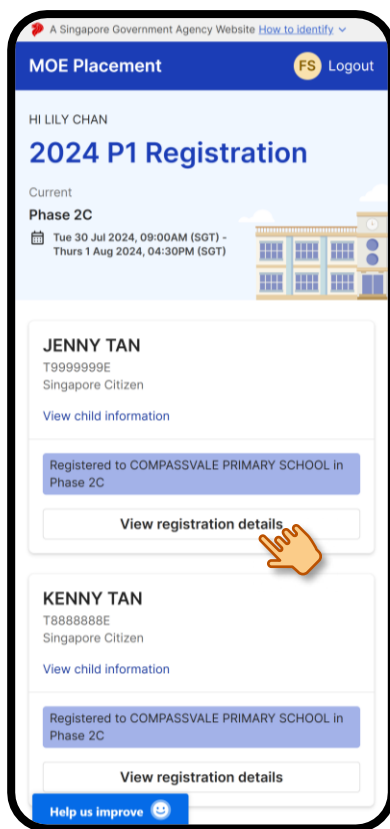 A Singapore Government Agency Website How to identify
MOE Placement
FS Logout
HI LILY CHAN
2024 P1 Registration
Current
Phase 2C
Tue 30 Jul 2024, 09:00AM (SGT) -
Thurs 1 Aug 2024, 04:30PM (SGT)
JENNY TAN
T9999999E
Singapore Citizen
View child information
Registered to COMPASSVALE PRIMARY SCHOOL in
Phase 2C
View registration details
KENNY TAN
T8888888E
Singapore Citizen
View child information
Registered to COMPASSVALE PRIMARY SCHOOL in
Phase 2C
View registration details
Help us improve